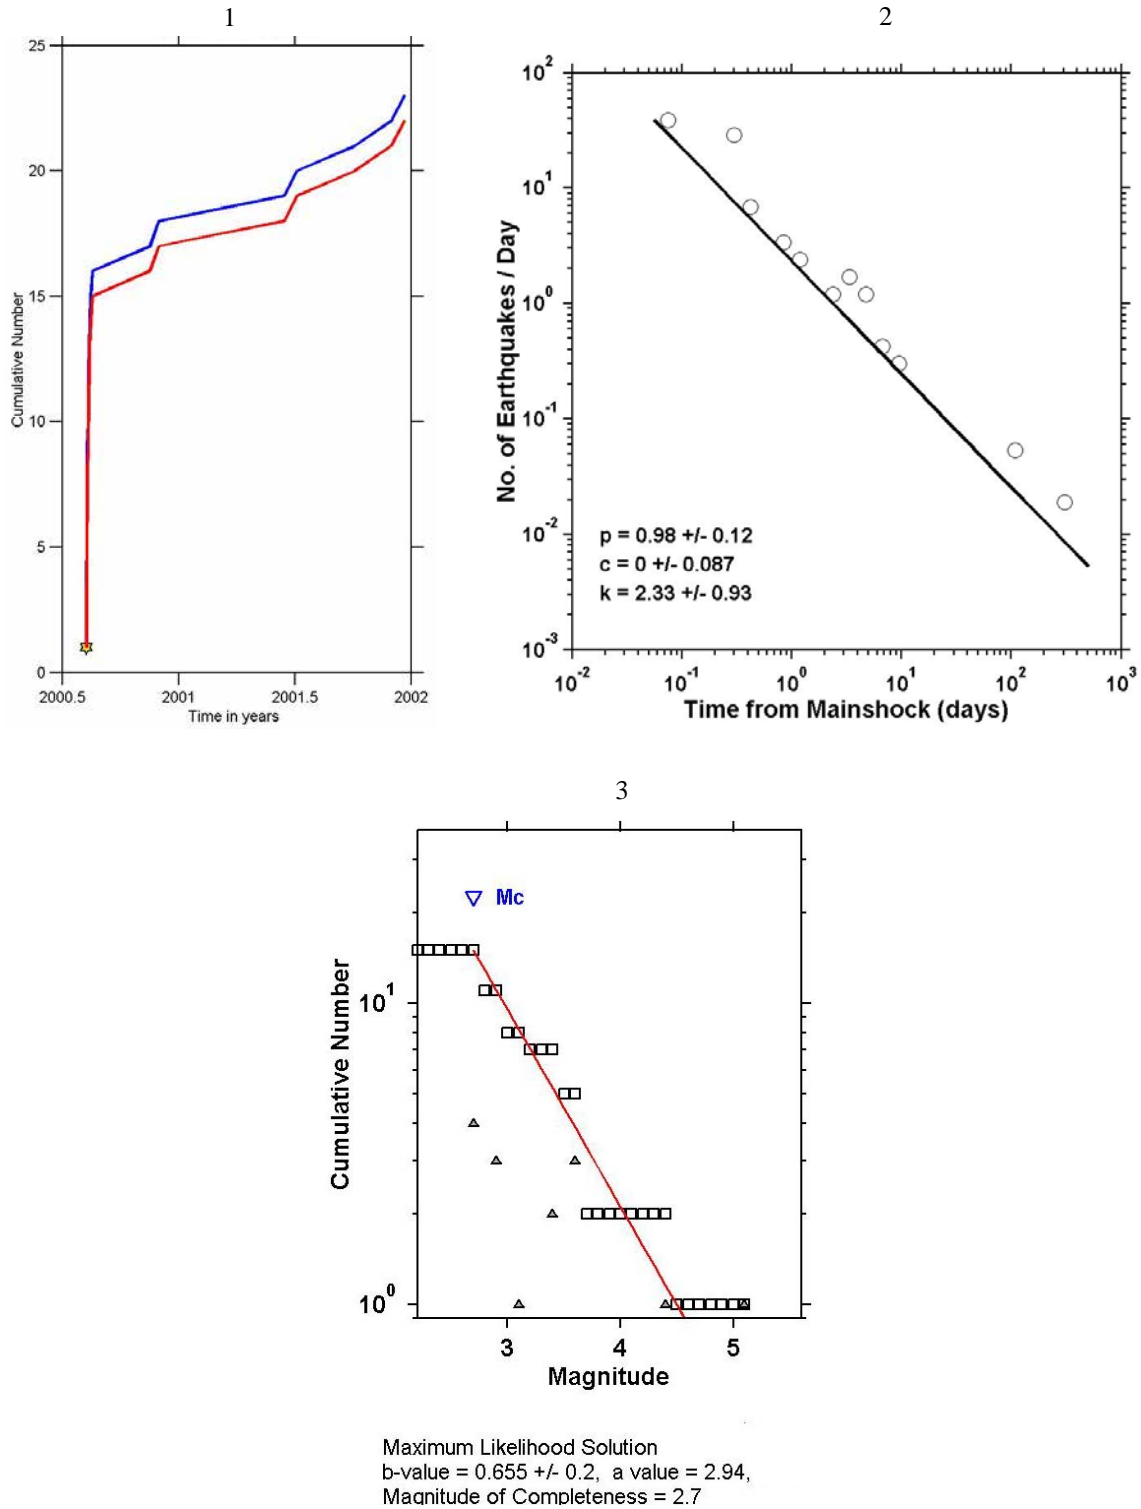 1
25
20
15
10
5
0
Cumulative Number
2000.5 2001 2001.5 2002
Time in years
2
10^2
10^1
10^0
10^-1
10^-2
10^-3
No. of Earthquakes / Day
p = 0.98 +/- 0.12
c = 0 +/- 0.087
k = 2.33 +/- 0.93
10^-2 10^-1 10^0 10^1 10^2 10^3
Time from Mainshock (days)
3
Mc
10^1
10^0
Cumulative Number
3 4 5
Magnitude
Maximum Likelihood Solution
b-value = 0.655 +/- 0.2, a value = 2.94,
Magnitude of Completeness = 2.7